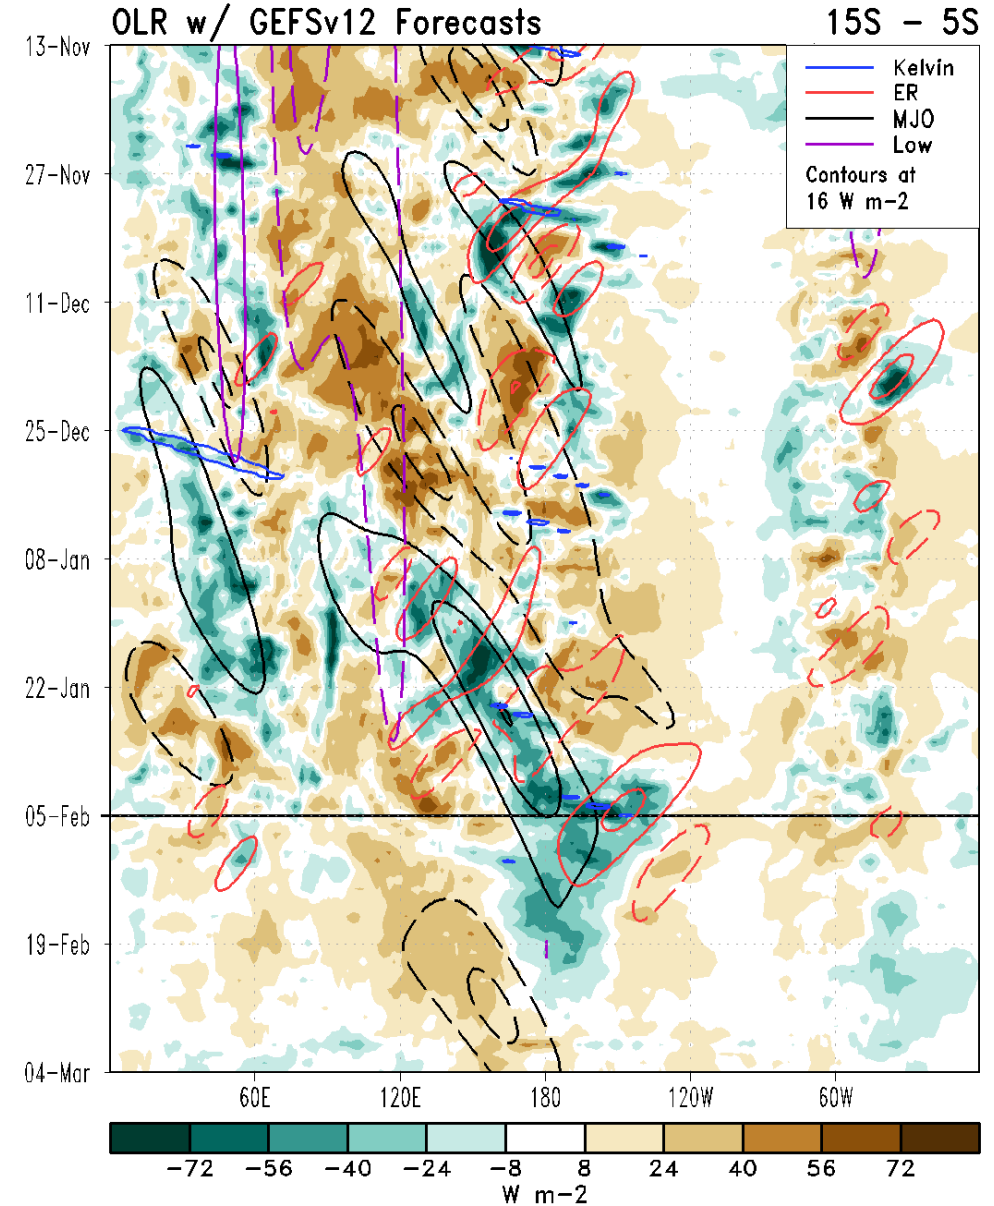 OLR w/ GEFSv12 Forecasts 15S - 5S
13-Nov
27-Nov
11-Dec
25-Dec
08-Jan
22-Jan
05-Feb
19-Feb
04-Mar
Kelvin
ER
MJO
Low
Contours at
16 W m-2
60E 120E 180 120W 60W
-72 -56 -40 -24 -8 8 24 40 56 72
W m-2